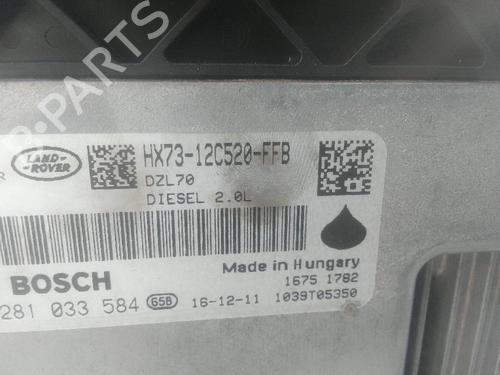 PARTS
R
LAND-
ROVER
HX73-12C520-FFB
DZL70
DIESEL 2.0L
BOSCH
Made in Hungary
1675 1782
281 033 584 G5B 16-12-11 1039T05350